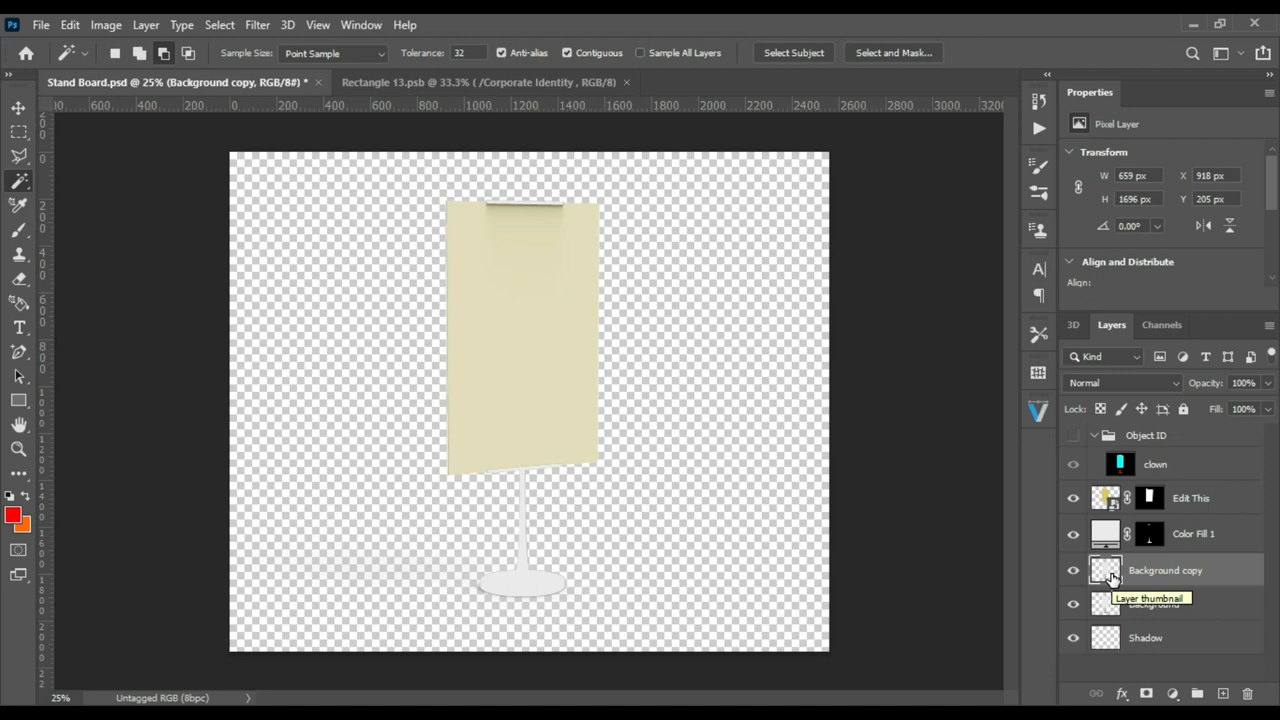 Ps File Edit Image Layer Type Select Filter 3D View Window Help
Sample Size: Point Sample Tolerance: 32 Anti-alias Contiguous Sample All Layers Select Subject Select and Mask...
Stand Board.psd @ 25% (Background copy, RGB/8#) * × Rectangle 13.psb @ 33.3% ( /Corporate Identity , RGB/8) ×
600 400 200 0 200 400 600 800 1000 1200 1400 1600 1800 2000 2200 2400 2600 2800 3000 3200
Properties
Pixel Layer
Transform
W 659 px X 918 px
H 1696 px Y 205 px
0.00°
Align and Distribute
Align:
3D Layers Channels
Kind
Normal Opacity: 100%
Lock: Fill: 100%
Object ID
clown
Edit This
Color Fill 1
Background copy
Layer thumbnail
Background
Shadow
25% Untagged RGB (8bpc)